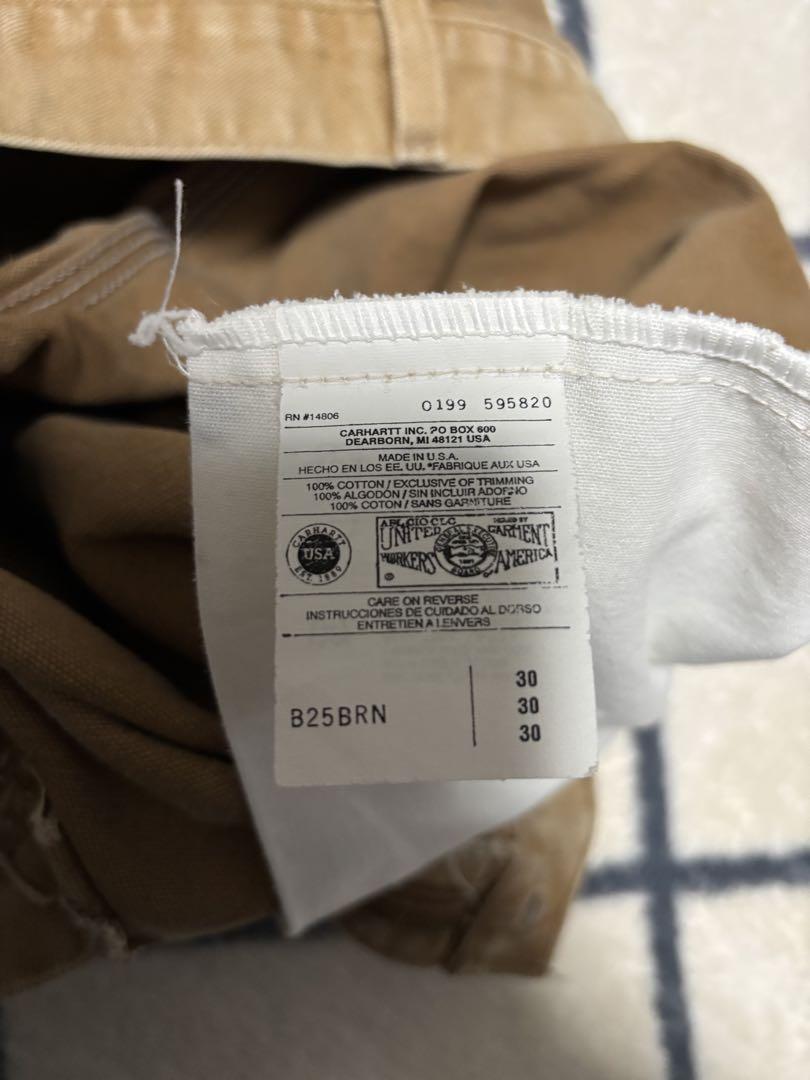 RN #14806
0199 595820
CARHARTT INC. PO BOX 600
DEARBORN, MI 48121 USA
MADE IN U.S.A.
HECHO EN LOS EE. UU. *FABRIQUE AUX USA
100% COTTON / EXCLUSIVE OF TRIMMING
100% ALGODÓN / SIN INCLUIR ADORNO
100% COTON / SANS GARNITURE
CARHARTT
USA
EST. 1889
AFL·CIO·CLC
UNITED GARMENT
WORKERS AMERICA
CARE ON REVERSE
INSTRUCCIONES DE CUIDADO AL DORSO
ENTRETIEN A L'ENVERS
B25BRN
30
30
30